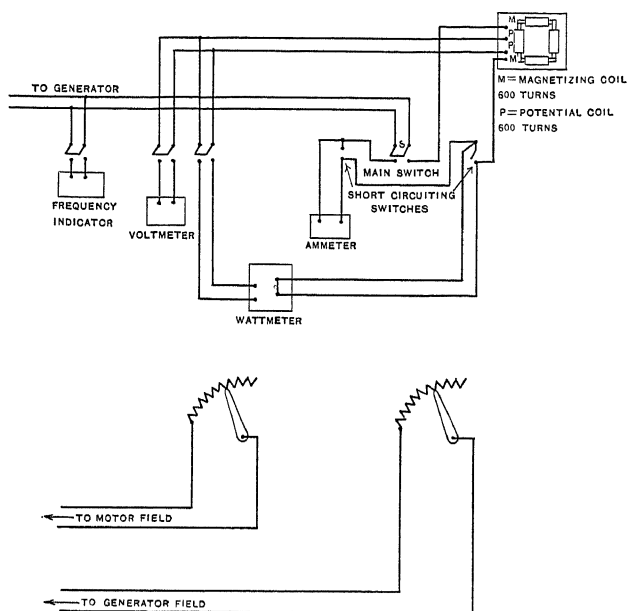 M
P
P
M
M = MAGNETIZING COIL
600 TURNS
P = POTENTIAL COIL
600 TURNS
TO GENERATOR
S
MAIN SWITCH
SHORT CIRCUITING
SWITCHES
FREQUENCY
INDICATOR
VOLTMETER
AMMETER
WATTMETER
TO MOTOR FIELD
TO GENERATOR FIELD